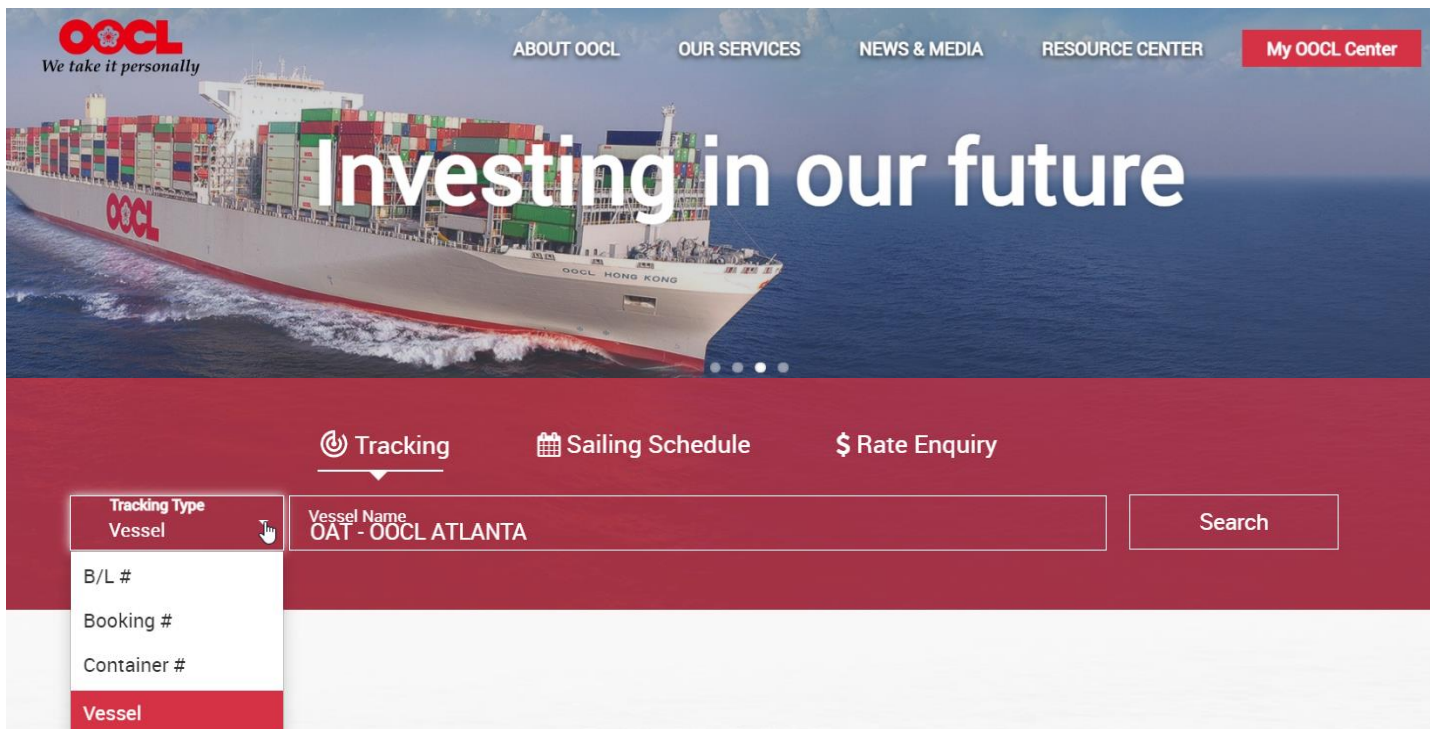 OOCL
We take it personally
ABOUT OOCL OUR SERVICES NEWS & MEDIA RESOURCE CENTER My OOCL Center
Investing in our future
OOCL
OOCL HONG KONG
Tracking Sailing Schedule $ Rate Enquiry
Tracking Type
Vessel
Vessel Name
OAT - OOCL ATLANTA
Search
B/L #
Booking #
Container #
Vessel